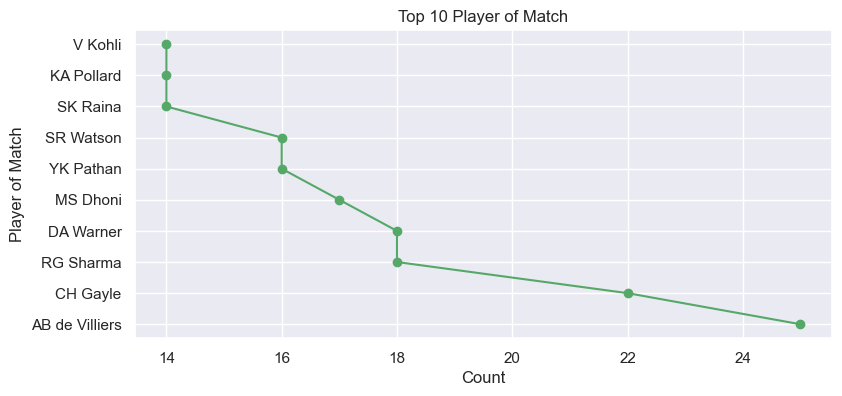 Top 10 Player of Match
Player of Match
V Kohli
KA Pollard
SK Raina
SR Watson
YK Pathan
MS Dhoni
DA Warner
RG Sharma
CH Gayle
AB de Villiers
14 16 18 20 22 24
Count